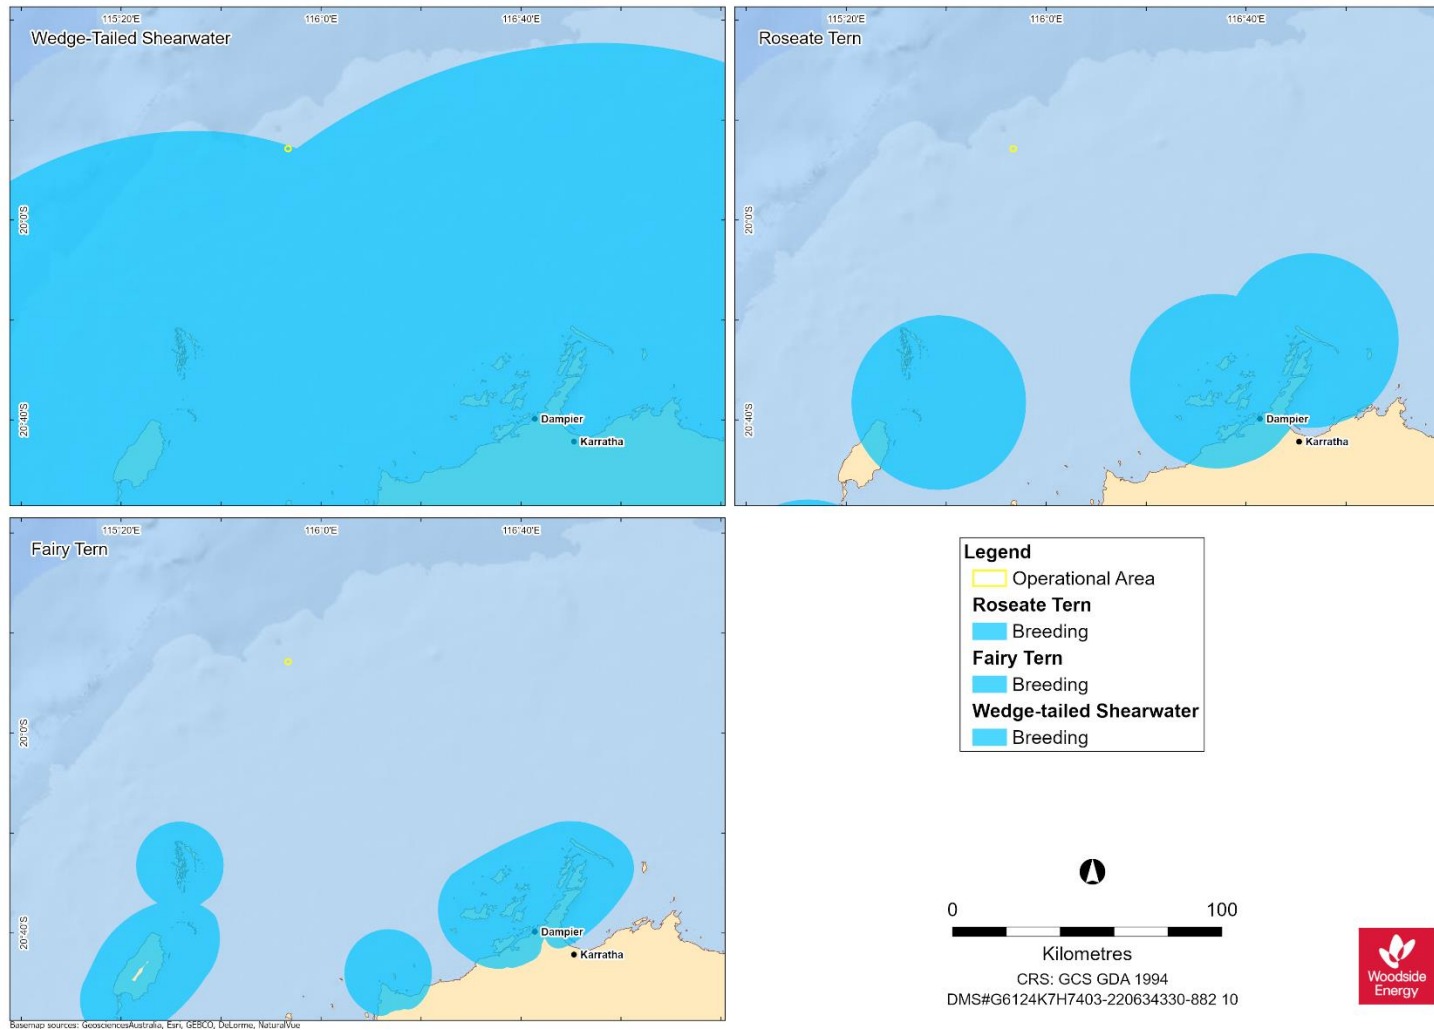 115°20'E 116°0'E 116°40'E
Wedge-Tailed Shearwater
20°0'S
20°40'S
Dampier
Karratha
115°20'E 116°0'E 116°40'E
Roseate Tern
20°0'S
20°40'S
Dampier
Karratha
115°20'E 116°0'E 116°40'E
Fairy Tern
20°0'S
20°40'S
Dampier
Karratha
Basemap sources: GeosciencesAustralia, Esri, GEBCO, DeLorme, NaturalVue
Legend
Operational Area
Roseate Tern
Breeding
Fairy Tern
Breeding
Wedge-tailed Shearwater
Breeding
0 100
Kilometres
CRS: GCS GDA 1994
DMS#G6124K7H7403-220634330-882 10
Woodside
Energy